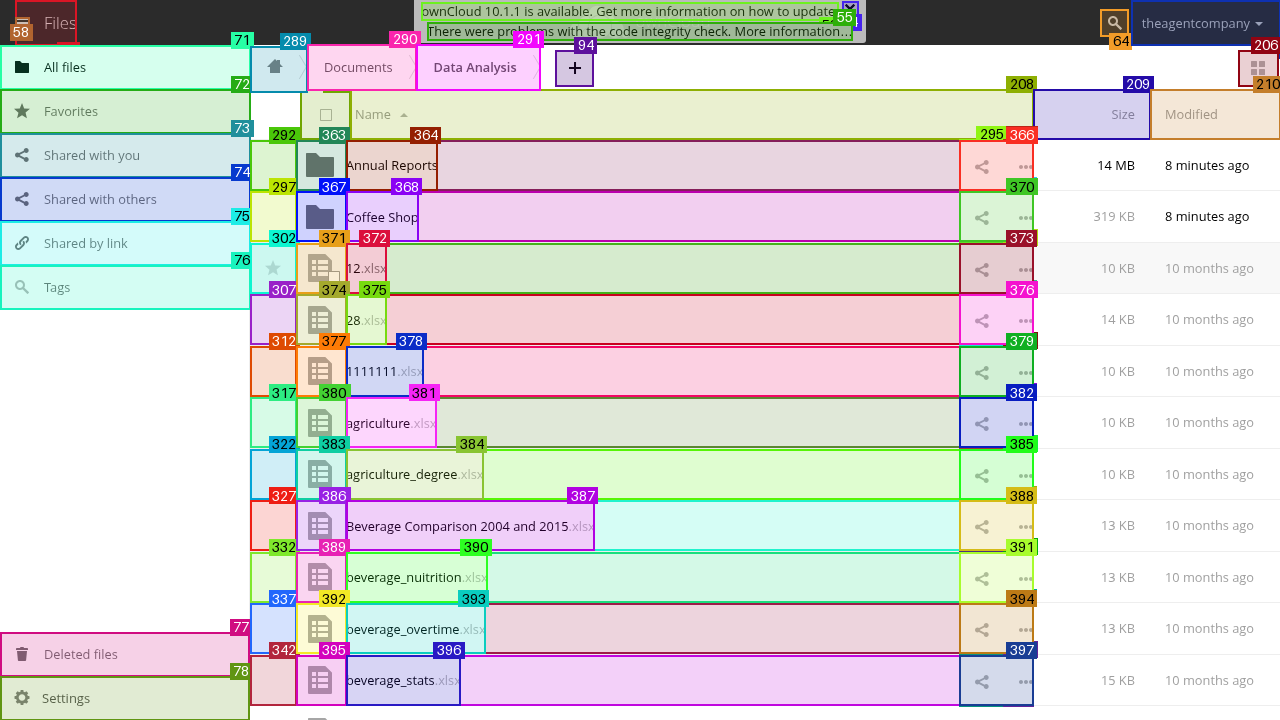 ownCloud 10.1.1 is available. Get more information on how to update
There were problems with the code integrity check. More information...
Files
theagentcompany
58
55
64
206
71
289
290
291
94
All files
Documents
Data Analysis
+
72
208
209
210
Favorites
Name
Size
Modified
73
292
363
364
295
366
Shared with you
Annual Reports
14 MB
8 minutes ago
74
297
367
368
370
Shared with others
Coffee Shop
319 KB
8 minutes ago
75
302
371
372
373
Shared by link
12.xlsx
10 KB
10 months ago
76
307
374
375
376
Tags
28.xlsx
14 KB
10 months ago
312
377
378
379
1111111.xlsx
10 KB
10 months ago
317
380
381
382
agriculture.xlsx
10 KB
10 months ago
322
383
384
385
agriculture_degree.xlsx
10 KB
10 months ago
327
386
387
388
Beverage Comparison 2004 and 2015.xlsx
13 KB
10 months ago
332
389
390
391
beverage_nuitrition.xlsx
13 KB
10 months ago
337
392
393
394
beverage_overtime.xlsx
13 KB
10 months ago
77
342
395
396
397
Deleted files
78
beverage_stats.xlsx
15 KB
10 months ago
Settings